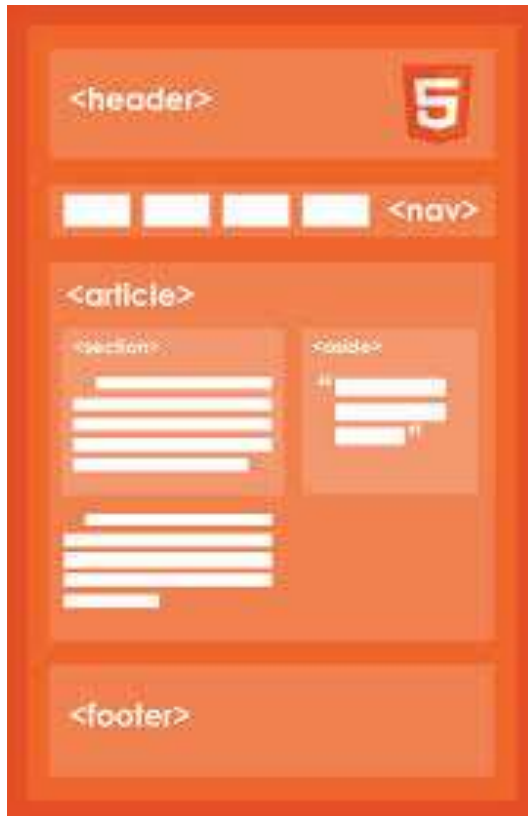 <header>
5
<nav>
<article>
<section>
<aside>
“
”
<footer>